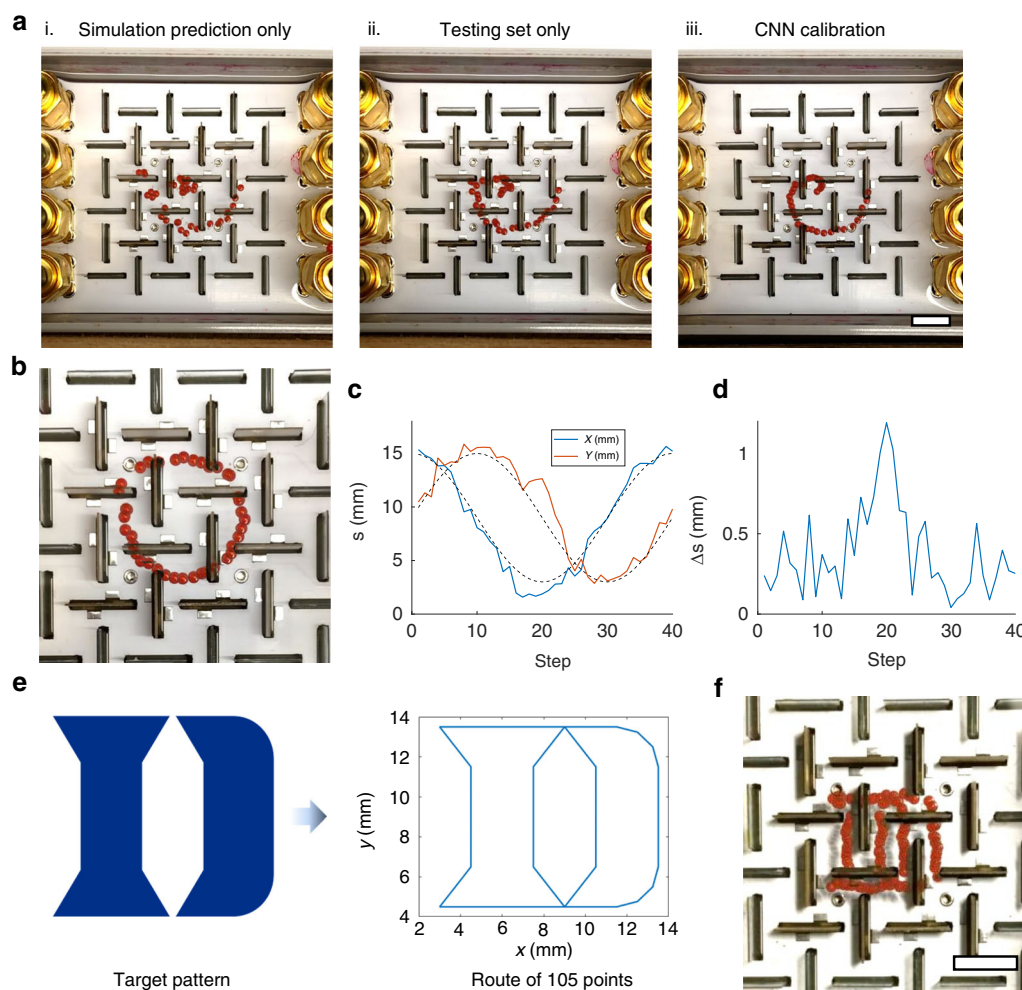 a
i. Simulation prediction only
ii. Testing set only
iii. CNN calibration
b
c
15
10
5
0
s (mm)
0
10
20
30
40
Step
X (mm)
Y (mm)
d
1
0.5
0
Δs (mm)
0
10
20
30
40
Step
e
Target pattern
14
12
10
8
6
4
y (mm)
2
4
6
8
10
12
14
x (mm)
Route of 105 points
f